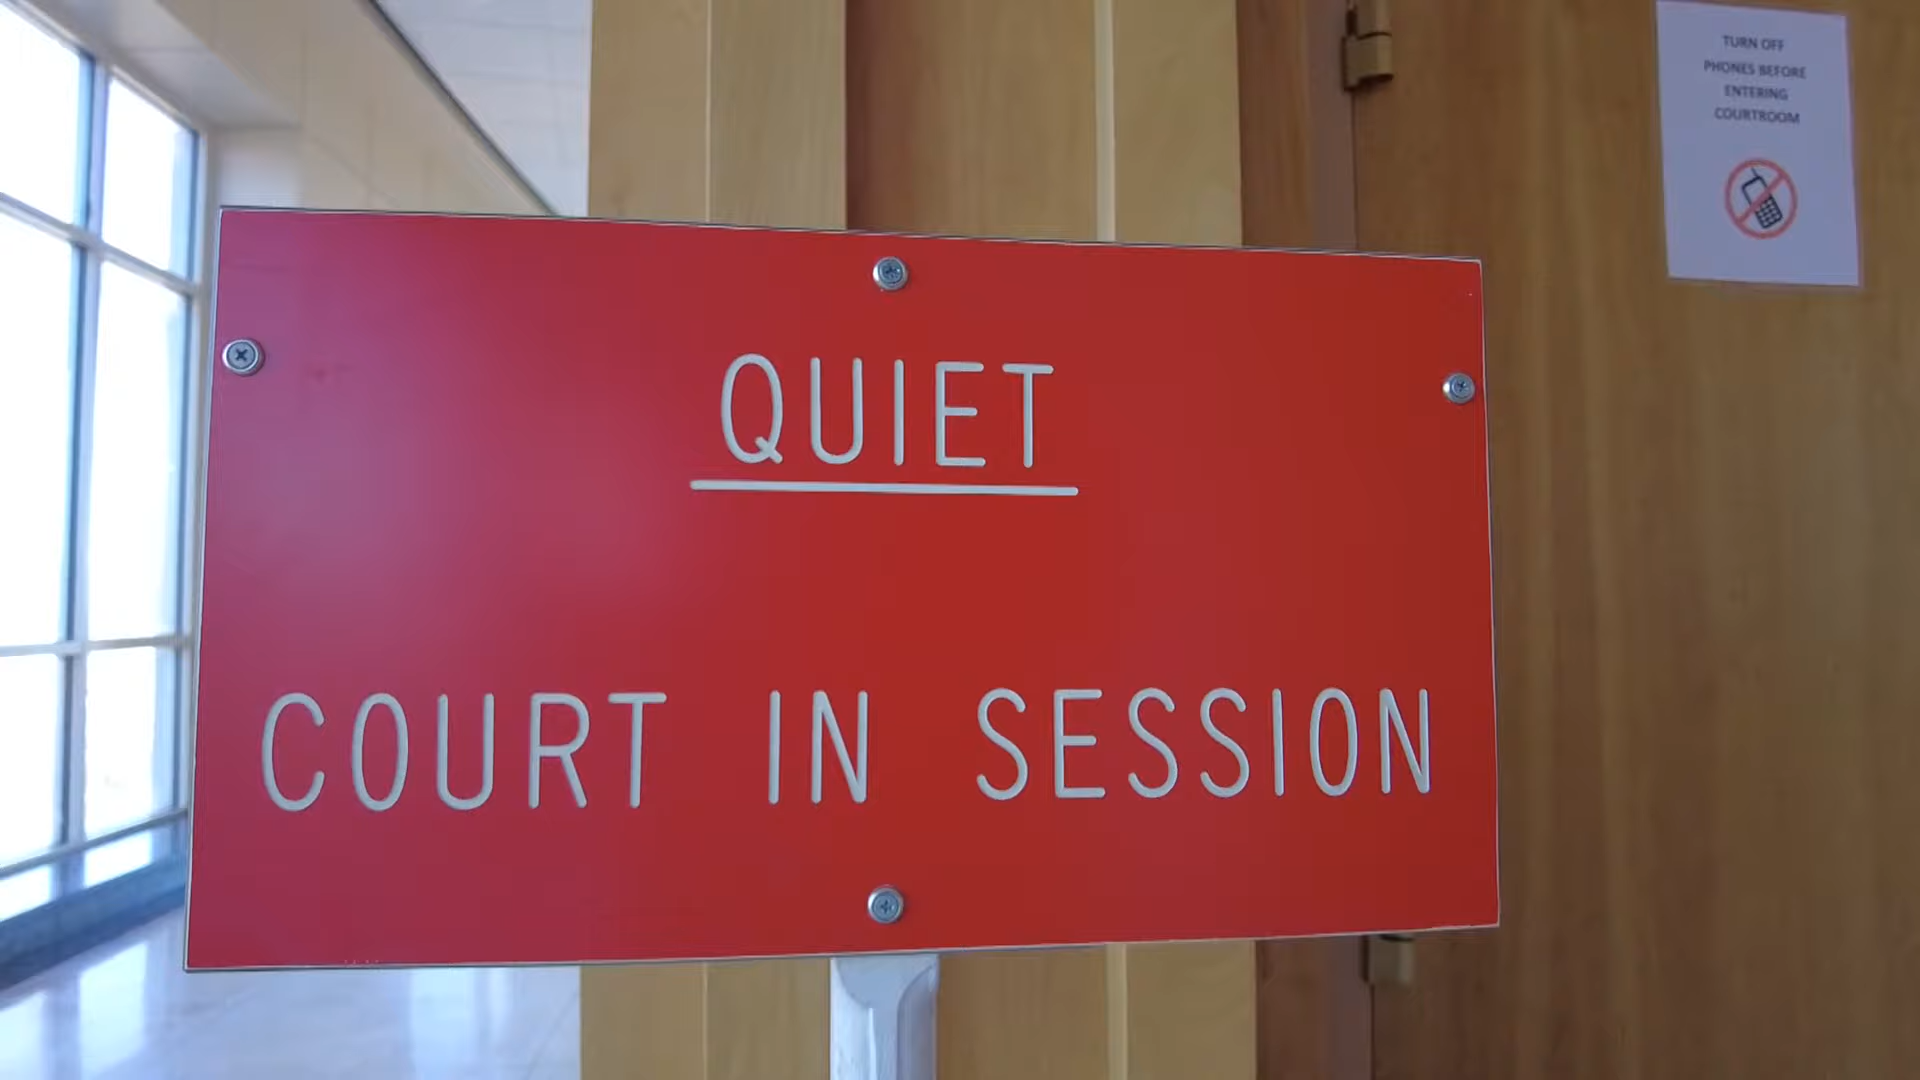 QUIET
COURT IN SESSION
TURN OFF
PHONES BEFORE
ENTERING
COURTROOM